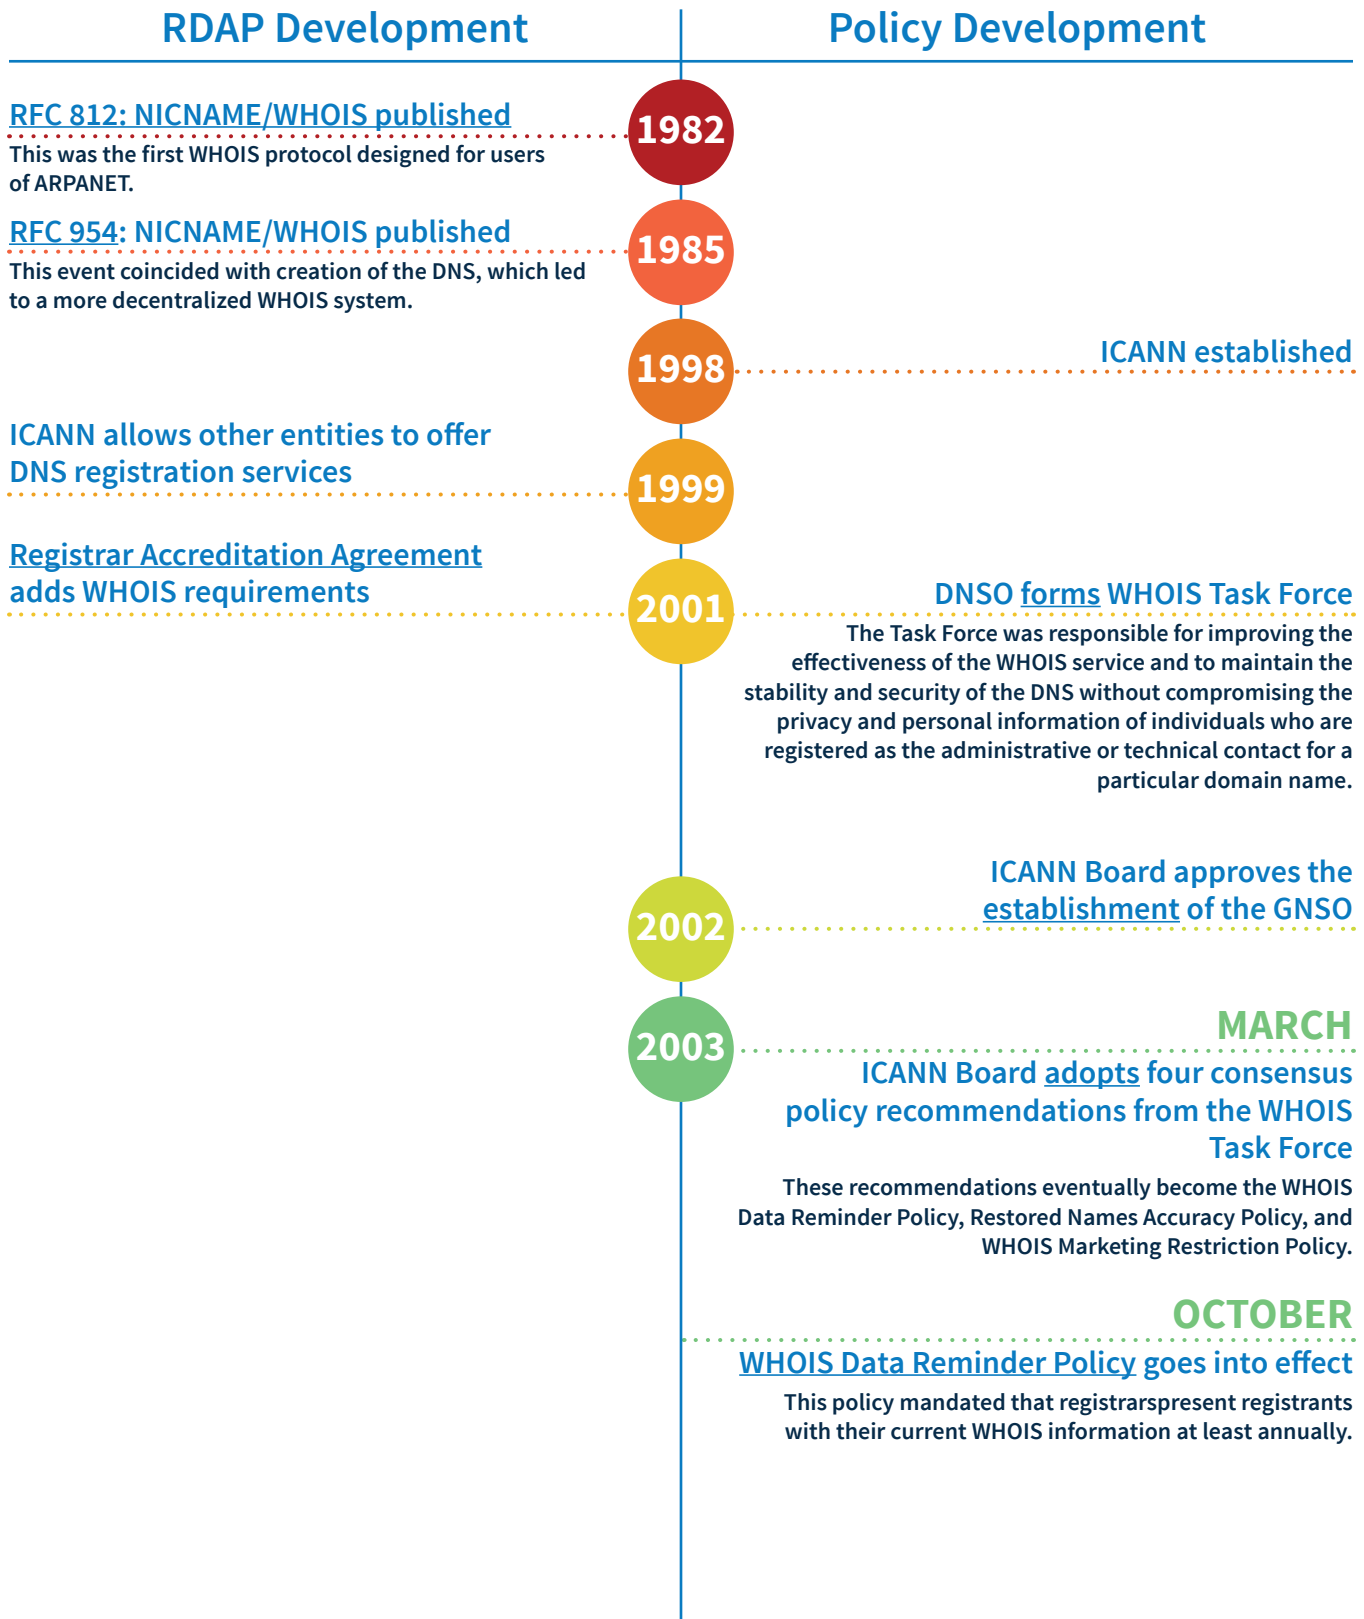 RDAP Development
Policy Development
RFC 812: NICNAME/WHOIS published
This was the first WHOIS protocol designed for users
of ARPANET.
1982
RFC 954: NICNAME/WHOIS published
This event coincided with creation of the DNS, which led
to a more decentralized WHOIS system.
1985
1998
ICANN established
ICANN allows other entities to offer
DNS registration services
1999
Registrar Accreditation Agreement
adds WHOIS requirements
2001
DNSO forms WHOIS Task Force
The Task Force was responsible for improving the
effectiveness of the WHOIS service and to maintain the
stability and security of the DNS without compromising the
privacy and personal information of individuals who are
registered as the administrative or technical contact for a
particular domain name.
2002
ICANN Board approves the
establishment of the GNSO
2003
MARCH
ICANN Board adopts four consensus
policy recommendations from the WHOIS
Task Force
These recommendations eventually become the WHOIS
Data Reminder Policy, Restored Names Accuracy Policy, and
WHOIS Marketing Restriction Policy.
OCTOBER
WHOIS Data Reminder Policy goes into effect
This policy mandated that registrarspresent registrants
with their current WHOIS information at least annually.